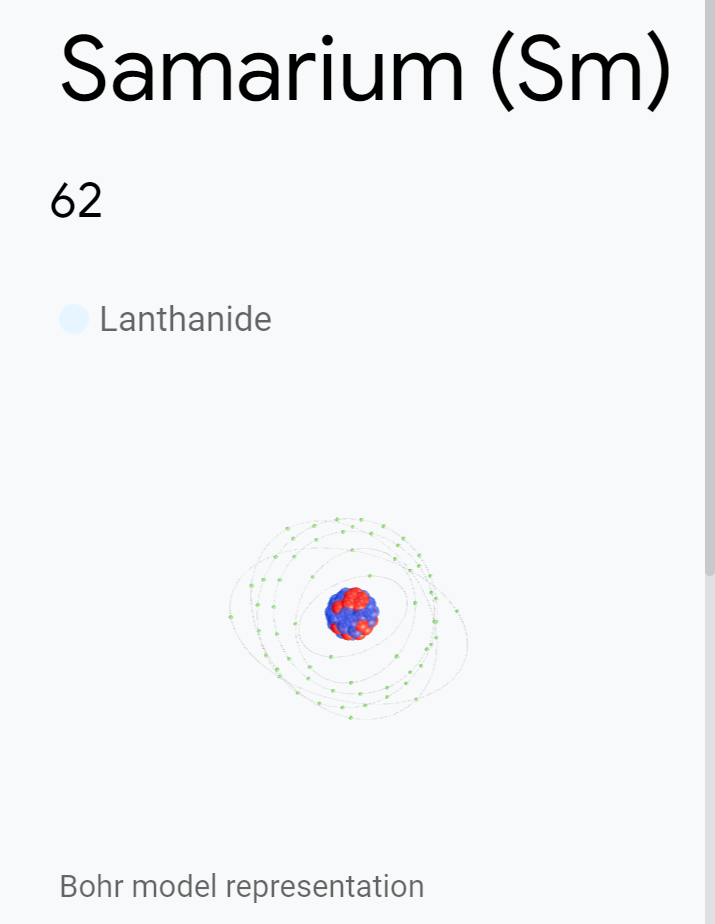 Samarium (Sm)
62
Lanthanide
Bohr model representation